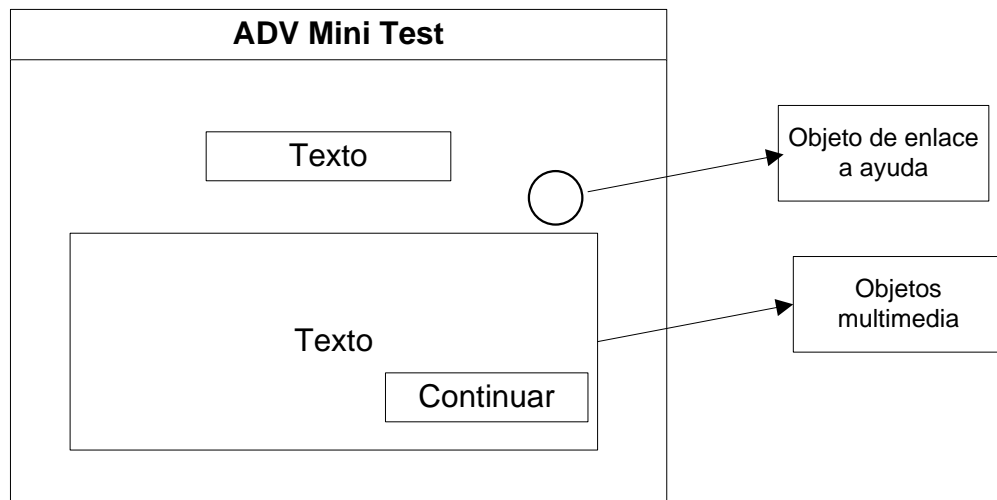 ADV Mini Test
Texto
Objeto de enlace
a ayuda
Texto
Continuar
Objetos
multimedia